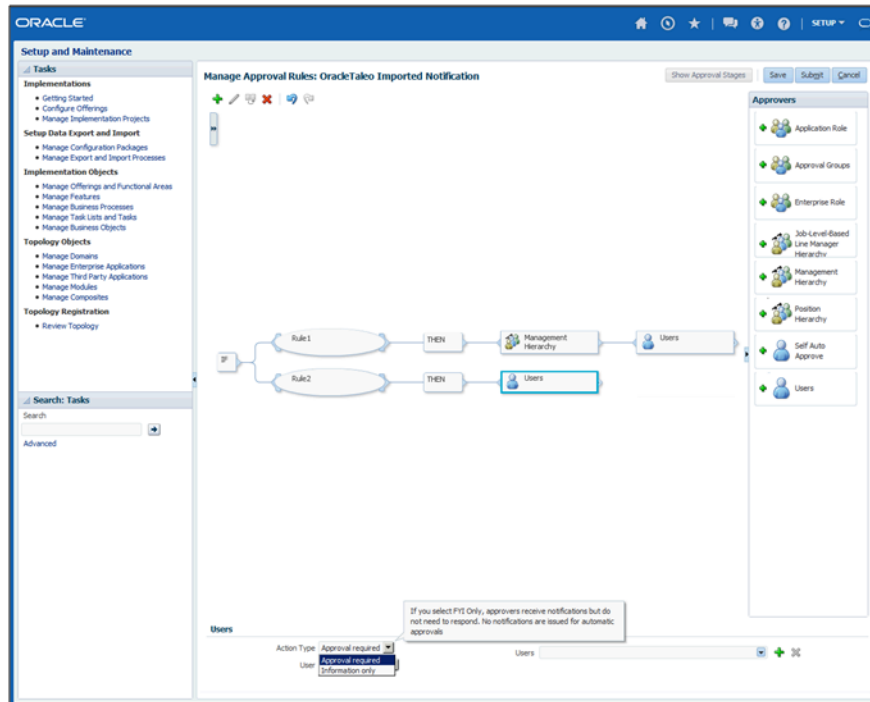 ORACLE
SETUP
Setup and Maintenance
Tasks
Implementations
Getting Started
Configure Offerings
Manage Implementation Projects
Setup Data Export and Import
Manage Configuration Packages
Manage Export and Import Processes
Implementation Objects
Manage Offerings and Functional Areas
Manage Features
Manage Business Processes
Manage Task Lists and Tasks
Manage Business Objects
Topology Objects
Manage Domains
Manage Enterprise Applications
Manage Third Party Applications
Manage Modules
Manage Composites
Topology Registration
Review Topology
Search: Tasks
Search
Advanced
Manage Approval Rules: OracleTaleo Imported Notification
Show Approval Stages
Save
Submit
Cancel
IF
Rule1
THEN
Management
Hierarchy
Users
Rule2
THEN
Users
Approvers
Application Role
Approval Groups
Enterprise Role
Job-Level-Based
Line Manager
Hierarchy
Management
Hierarchy
Position
Hierarchy
Self Auto
Approve
Users
If you select FYI Only, approvers receive notifications but do
not need to respond. No notifications are issued for automatic
approvals
Users
Action Type Approval required
Approval required
Information only
User
Users